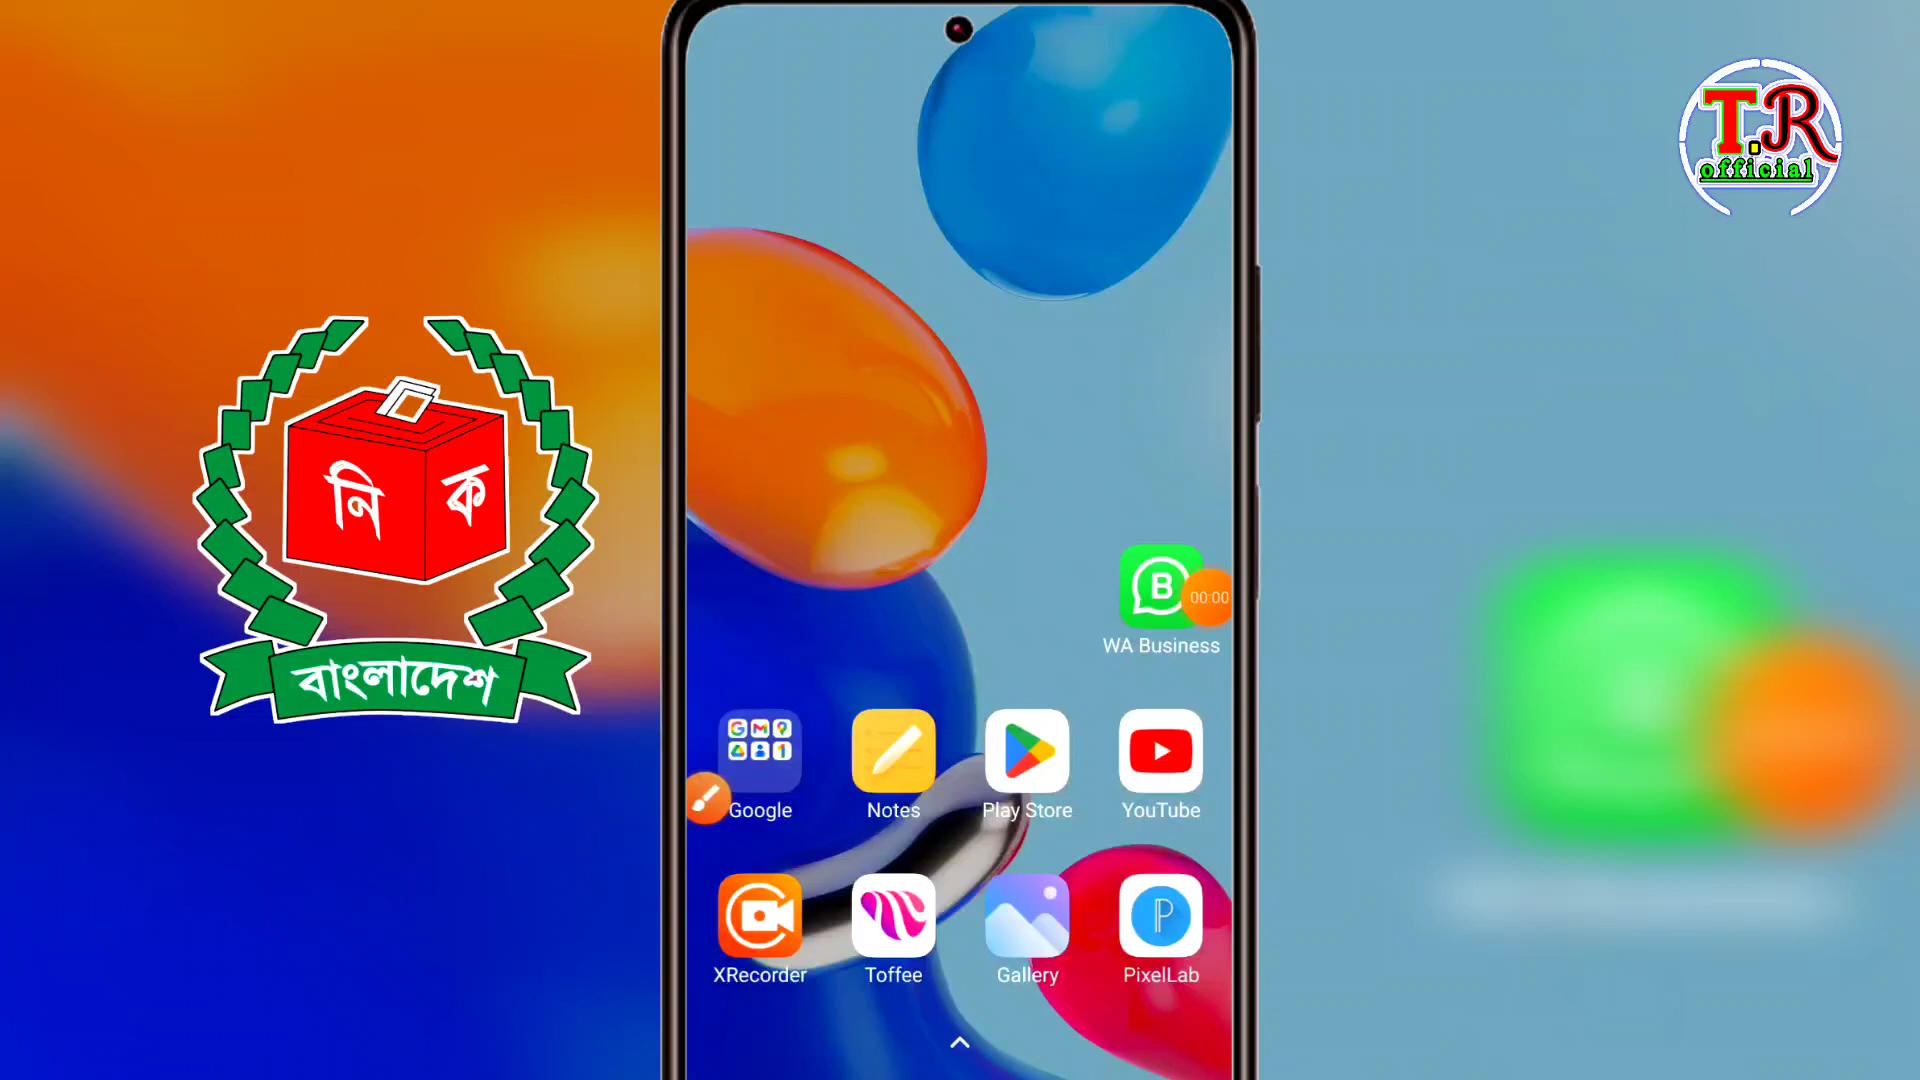 T.R
official
নি ক
বাংলাদেশ
B
00:00
WA Business
Google
Notes
Play Store
YouTube
XRecorder
Toffee
Gallery
PixelLab